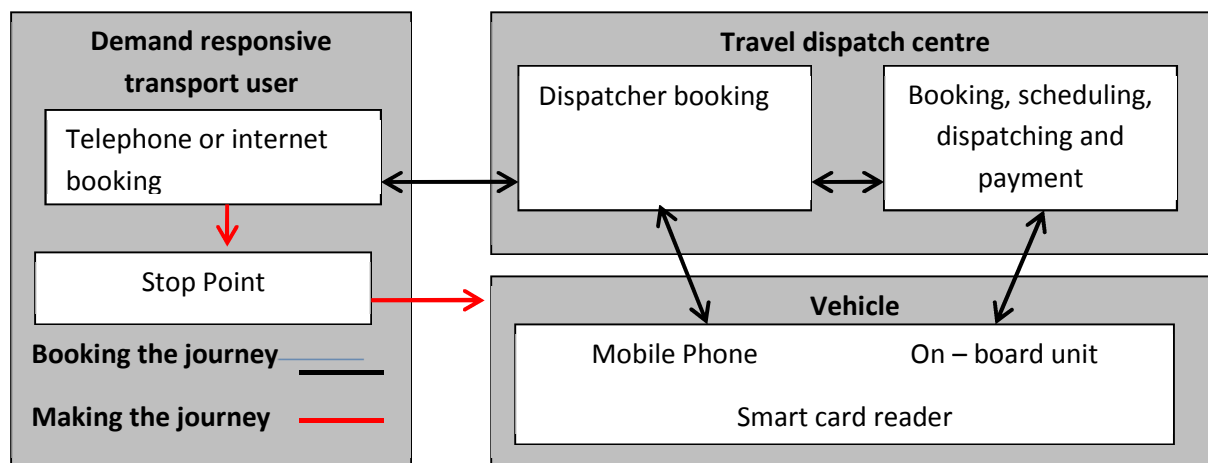 Demand responsive
transport user
Telephone or internet
booking
Stop Point
Booking the journey
Making the journey
Travel dispatch centre
Dispatcher booking
Booking, scheduling,
dispatching and
payment
Vehicle
Mobile Phone
On – board unit
Smart card reader